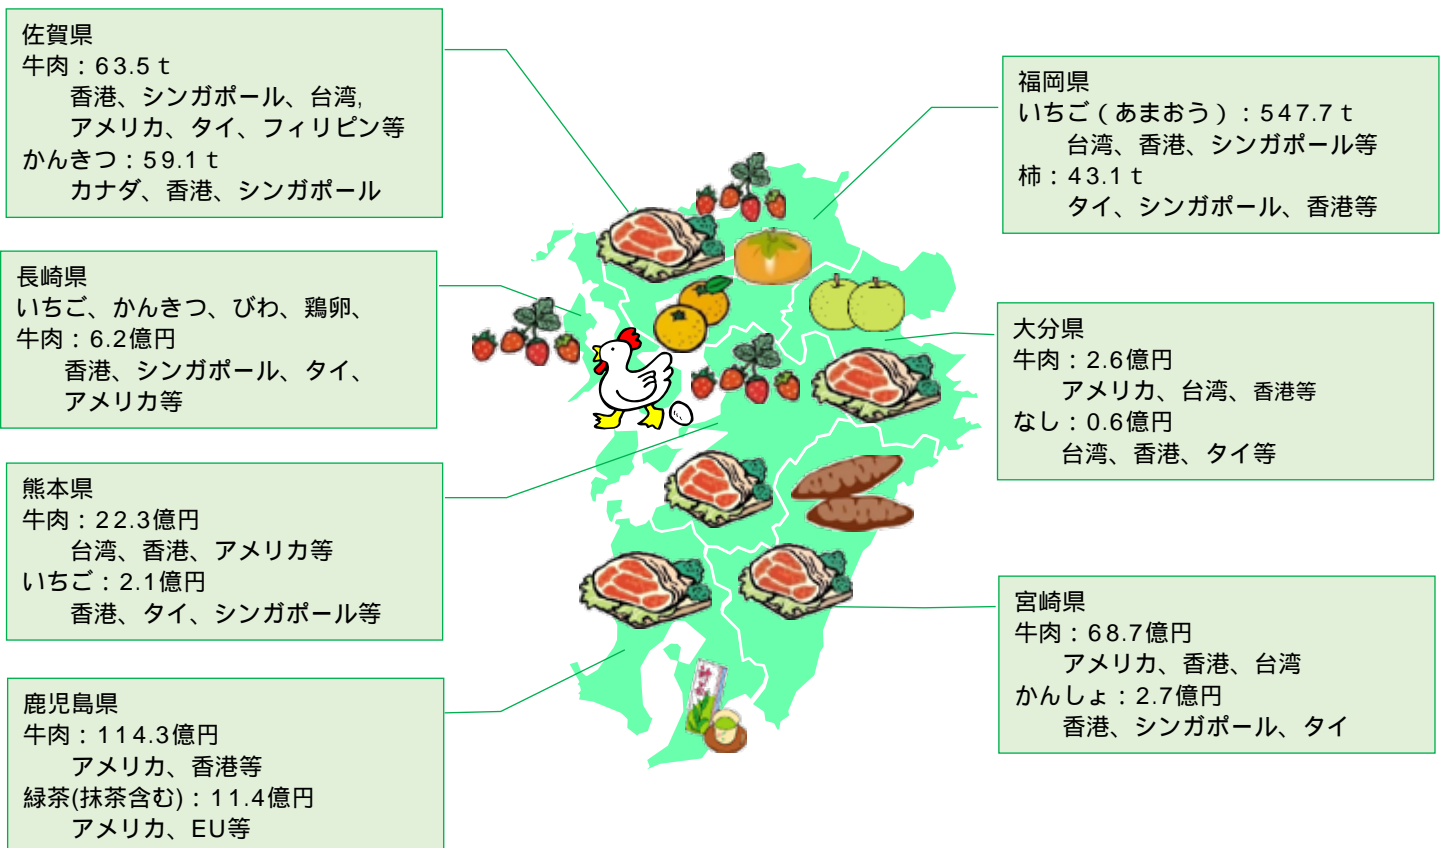 佐賀県
牛肉：63.5ｔ
香港、シンガポール、台湾,
アメリカ、タイ、フィリピン等
かんきつ：59.1ｔ
カナダ、香港、シンガポール
福岡県
いちご（あまおう）：547.7ｔ
台湾、香港、シンガポール等
柿：43.1ｔ
タイ、シンガポール、香港等
長崎県
いちご、かんきつ、びわ、鶏卵、
牛肉：6.2億円
香港、シンガポール、タイ、
アメリカ等
大分県
牛肉：2.6億円
アメリカ、台湾、香港等
なし：0.6億円
台湾、香港、タイ等
熊本県
牛肉：22.3億円
台湾、香港、アメリカ等
いちご：2.1億円
香港、タイ、シンガポール等
宮崎県
牛肉：68.7億円
アメリカ、香港、台湾
かんしょ：2.7億円
香港、シンガポール、タイ
鹿児島県
牛肉：114.3億円
アメリカ、香港等
緑茶(抹茶含む)：11.4億円
アメリカ、EU等